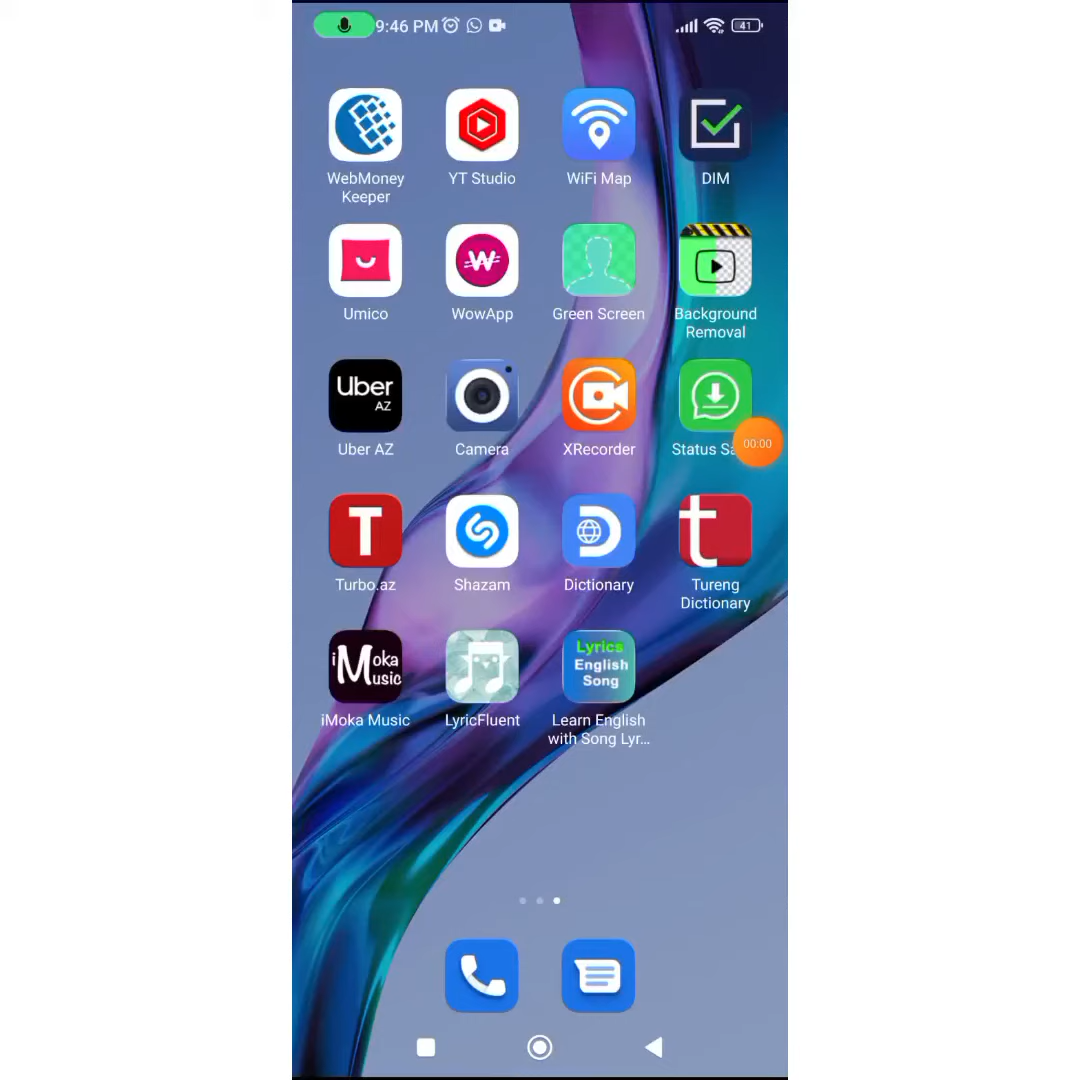 9:46 PM
41
WebMoney Keeper
YT Studio
WiFi Map
DIM
W
Umico
WowApp
Green Screen
Background Removal
Uber
AZ
Uber AZ
Camera
XRecorder
Status
00:00
T
t
Turbo.az
Shazam
Dictionary
Tureng Dictionary
iMoka
Music
Lyrics
English
Song
iMoka Music
LyricFluent
Learn English
with Song Lyr...